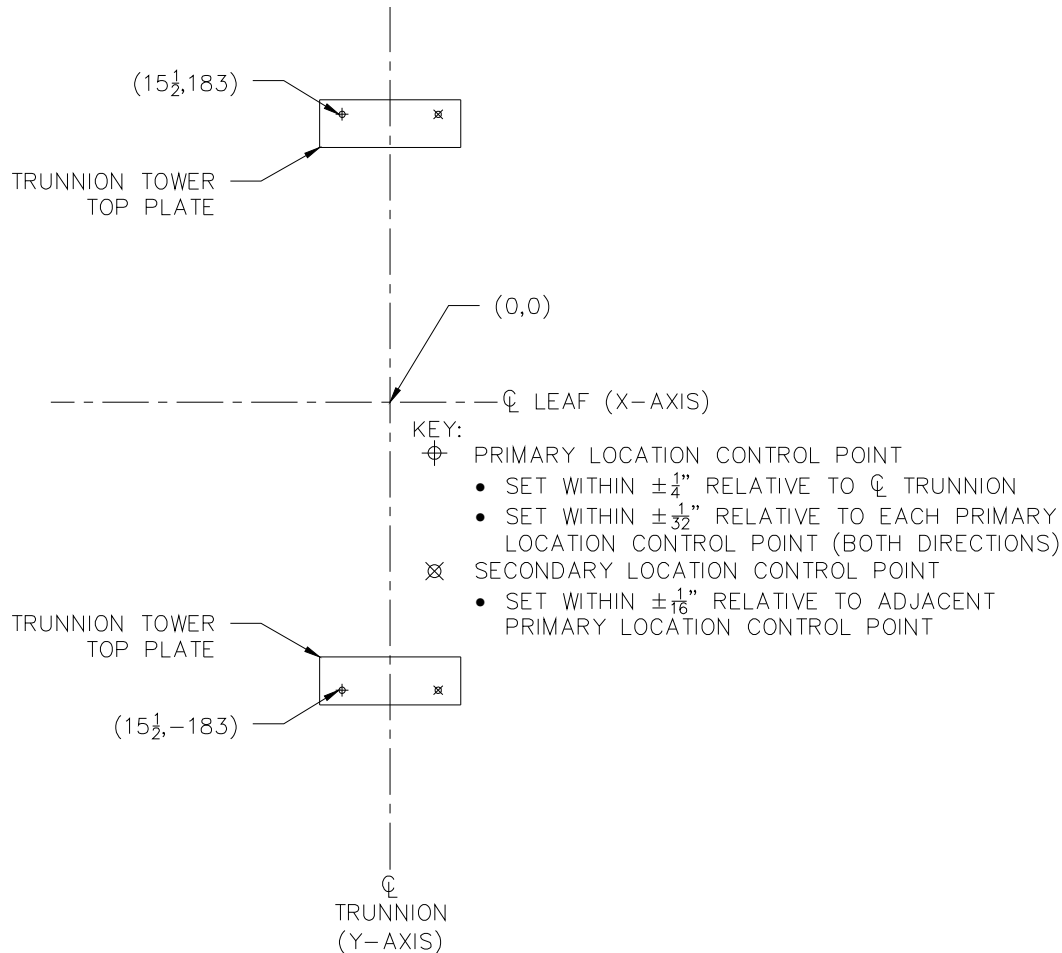 (15½,183)
TRUNNION TOWER
TOP PLATE
(0,0)
℄ LEAF (X-AXIS)
KEY:
PRIMARY LOCATION CONTROL POINT
• SET WITHIN ±¼" RELATIVE TO ℄ TRUNNION
• SET WITHIN ±1/32" RELATIVE TO EACH PRIMARY
LOCATION CONTROL POINT (BOTH DIRECTIONS)
SECONDARY LOCATION CONTROL POINT
• SET WITHIN ±1/16" RELATIVE TO ADJACENT
PRIMARY LOCATION CONTROL POINT
TRUNNION TOWER
TOP PLATE
(15½,-183)
℄
TRUNNION
(Y-AXIS)